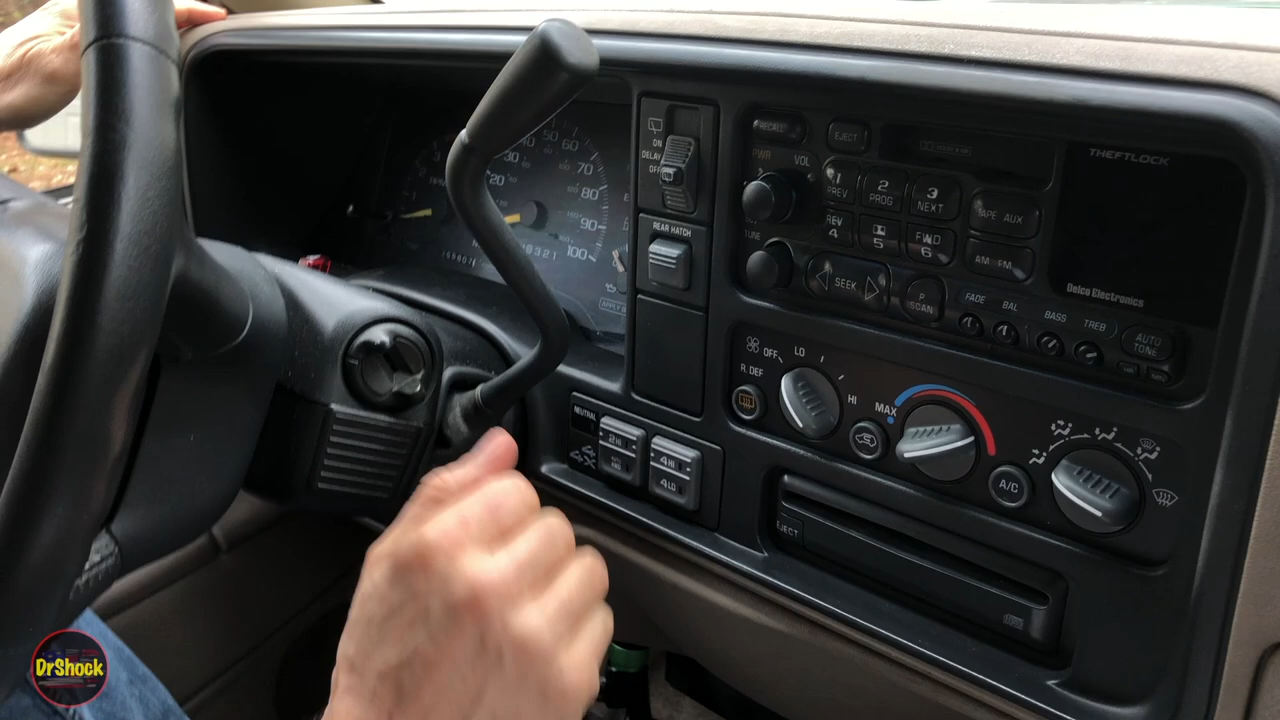 RECALL
EJECT
THEFTLOCK
PWR
VOL
1
PREV
2
PROG
3
NEXT
TAPE AUX
REV
4
5
FWD
6
AM FM
TUNE
SEEK
P.
SCAN
Delco Electronics
FADE BAL BASS TREB
AUTO
TONE
ON
DELAY
OFF
REAR HATCH
30
40
50
60
70
80
90
100
20
OFF
LO
HI
R. DEF
MAX
A/C
NEUTRAL
2HI
4HI
4LO
4X4
EJECT
DrShock